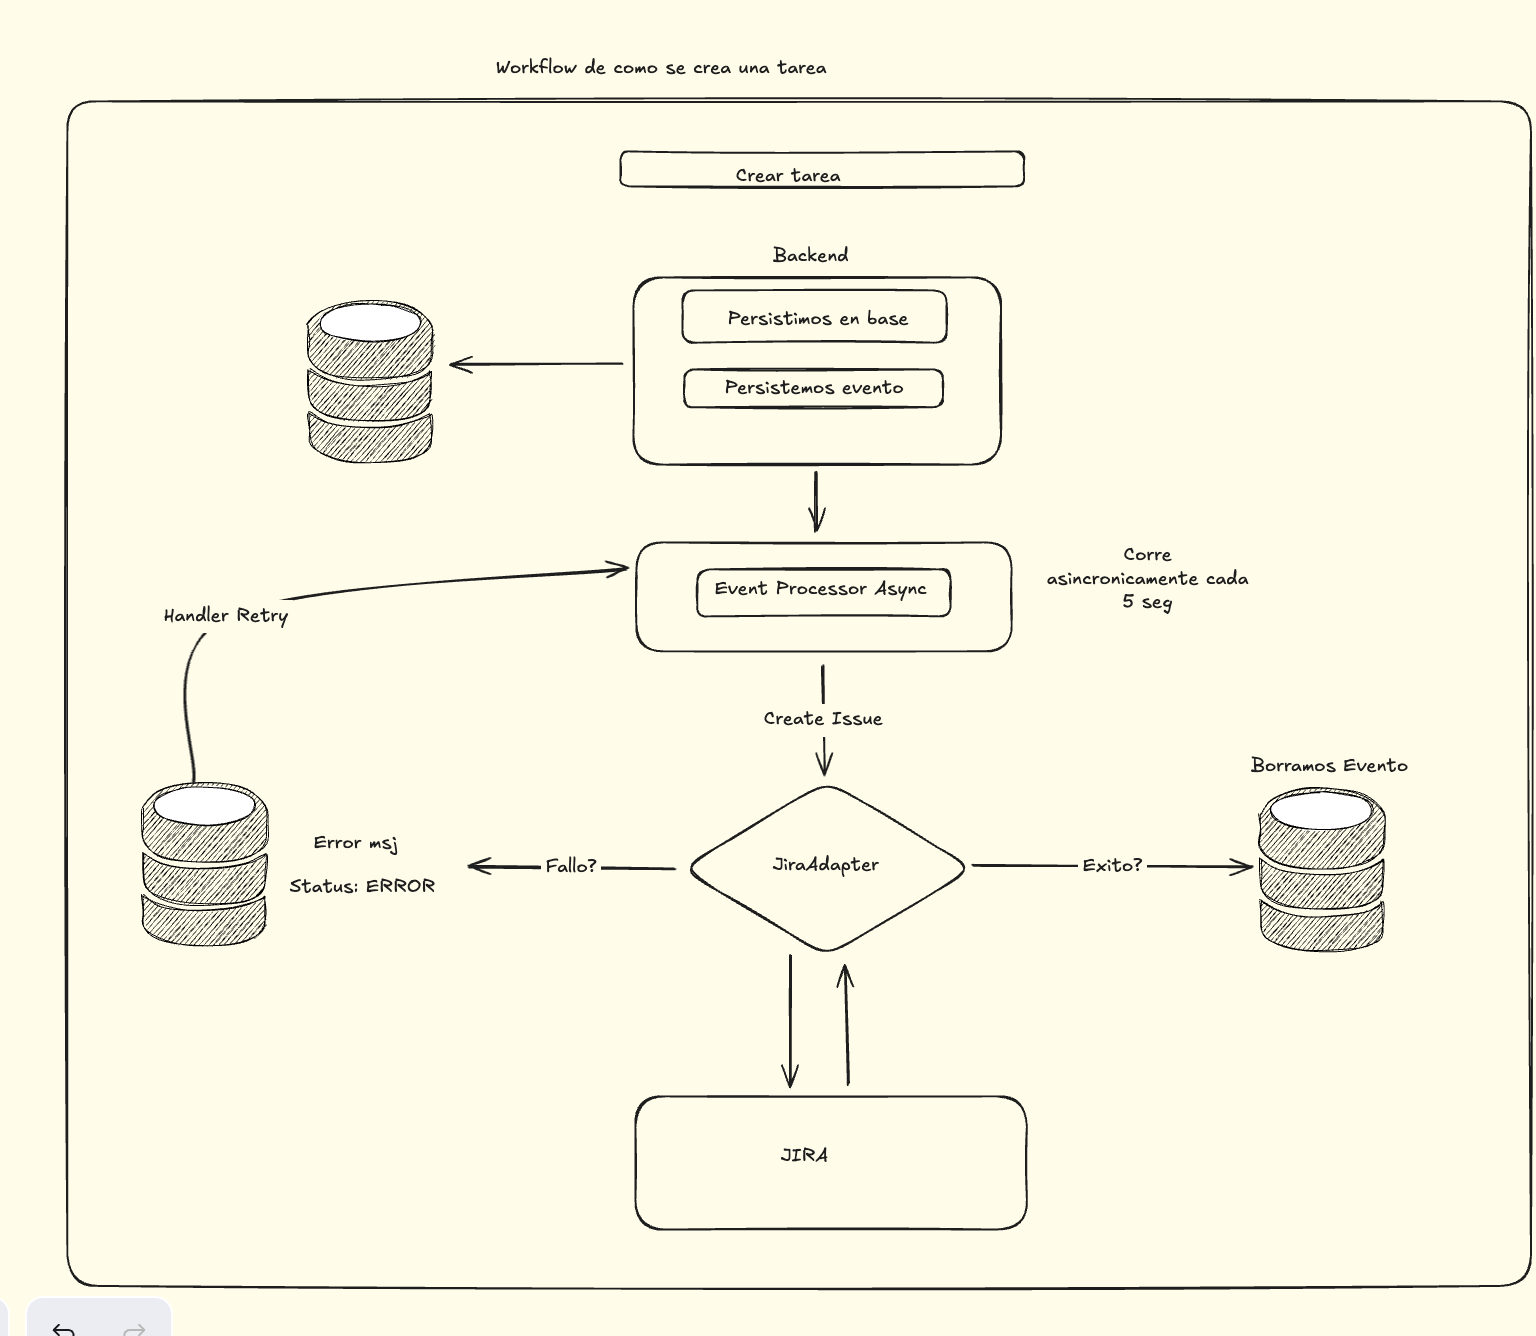 Workflow de como se crea una tarea
Crear tarea
Backend
Persistimos en base
Persistemos evento
Event Processor Async
Corre
asincronicamente cada
5 seg
Handler Retry
Create Issue
Borramos Evento
Error msj
Status: ERROR
Fallo?
JiraAdapter
Exito?
JIRA